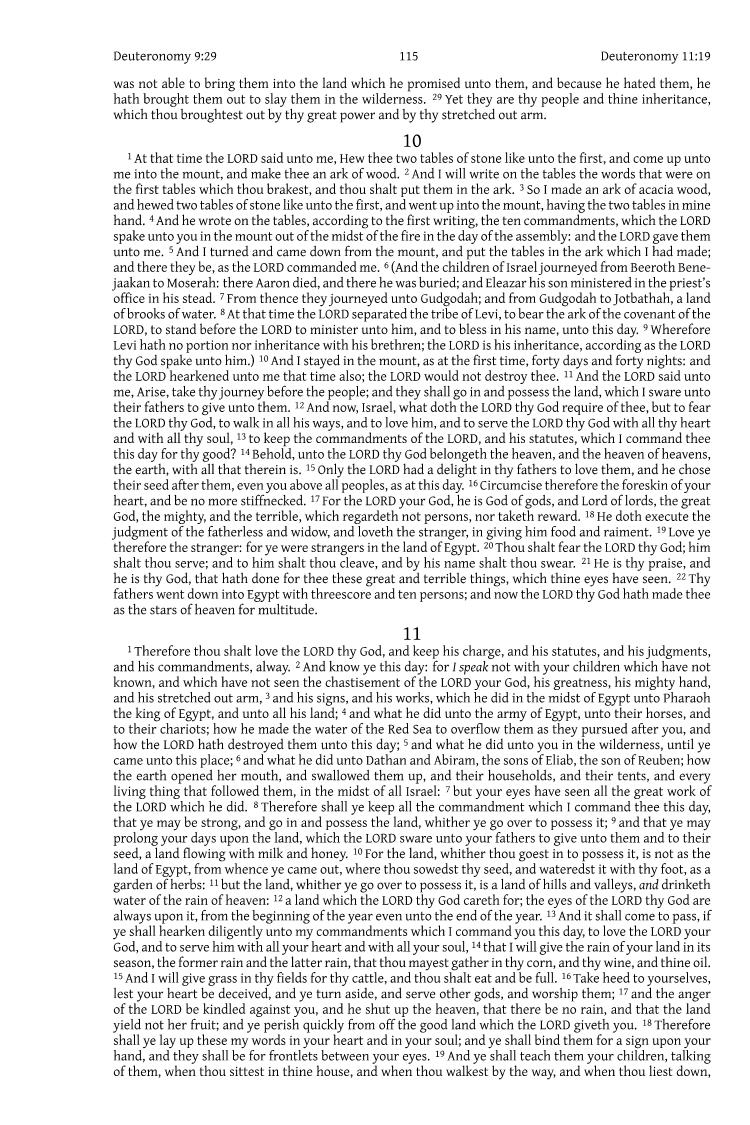 Deuteronomy 9:29 115 Deuteronomy 11:19
was not able to bring them into the land which he promised unto them, and because he hated them, he
hath brought them out to slay them in the wilderness. 29 Yet they are thy people and thine inheritance,
which thou broughtest out by thy great power and by thy stretched out arm.
10
1 At that time the LORD said unto me, Hew thee two tables of stone like unto the first, and come up unto
me into the mount, and make thee an ark of wood. 2 And I will write on the tables the words that were on
the first tables which thou brakest, and thou shalt put them in the ark. 3 So I made an ark of acacia wood,
and hewed two tables of stone like unto the first, and went up into the mount, having the two tables in mine
hand. 4 And he wrote on the tables, according to the first writing, the ten commandments, which the LORD
spake unto you in the mount out of the midst of the fire in the day of the assembly: and the LORD gave them
unto me. 5 And I turned and came down from the mount, and put the tables in the ark which I had made;
and there they be, as the LORD commanded me. 6 (And the children of Israel journeyed from Beeroth Bene-
jaakan to Moserah: there Aaron died, and there he was buried; and Eleazar his son ministered in the priest's
office in his stead. 7 From thence they journeyed unto Gudgodah; and from Gudgodah to Jotbathah, a land
of brooks of water. 8 At that time the LORD separated the tribe of Levi, to bear the ark of the covenant of the
LORD, to stand before the LORD to minister unto him, and to bless in his name, unto this day. 9 Wherefore
Levi hath no portion nor inheritance with his brethren; the LORD is his inheritance, according as the LORD
thy God spake unto him.) 10 And I stayed in the mount, as at the first time, forty days and forty nights: and
the LORD hearkened unto me that time also; the LORD would not destroy thee. 11 And the LORD said unto
me, Arise, take thy journey before the people; and they shall go in and possess the land, which I sware unto
their fathers to give unto them. 12 And now, Israel, what doth the LORD thy God require of thee, but to fear
the LORD thy God, to walk in all his ways, and to love him, and to serve the LORD thy God with all thy heart
and with all thy soul, 13 to keep the commandments of the LORD, and his statutes, which I command thee
this day for thy good? 14 Behold, unto the LORD thy God belongeth the heaven, and the heaven of heavens,
the earth, with all that therein is. 15 Only the LORD had a delight in thy fathers to love them, and he chose
their seed after them, even you above all peoples, as at this day. 16 Circumcise therefore the foreskin of your
heart, and be no more stiffnecked. 17 For the LORD your God, he is God of gods, and Lord of lords, the great
God, the mighty, and the terrible, which regardeth not persons, nor taketh reward. 18 He doth execute the
judgment of the fatherless and widow, and loveth the stranger, in giving him food and raiment. 19 Love ye
therefore the stranger: for ye were strangers in the land of Egypt. 20 Thou shalt fear the LORD thy God; him
shalt thou serve; and to him shalt thou cleave, and by his name shalt thou swear. 21 He is thy praise, and
he is thy God, that hath done for thee these great and terrible things, which thine eyes have seen. 22 Thy
fathers went down into Egypt with threescore and ten persons; and now the LORD thy God hath made thee
as the stars of heaven for multitude.
11
1 Therefore thou shalt love the LORD thy God, and keep his charge, and his statutes, and his judgments,
and his commandments, alway. 2 And know ye this day: for I speak not with your children which have not
known, and which have not seen the chastisement of the LORD your God, his greatness, his mighty hand,
and his stretched out arm, 3 and his signs, and his works, which he did in the midst of Egypt unto Pharaoh
the king of Egypt, and unto all his land; 4 and what he did unto the army of Egypt, unto their horses, and
to their chariots; how he made the water of the Red Sea to overflow them as they pursued after you, and
how the LORD hath destroyed them unto this day; 5 and what he did unto you in the wilderness, until ye
came unto this place; 6 and what he did unto Dathan and Abiram, the sons of Eliab, the son of Reuben; how
the earth opened her mouth, and swallowed them up, and their households, and their tents, and every
living thing that followed them, in the midst of all Israel: 7 but your eyes have seen all the great work of
the LORD which he did. 8 Therefore shall ye keep all the commandment which I command thee this day,
that ye may be strong, and go in and possess the land, whither ye go over to possess it; 9 and that ye may
prolong your days upon the land, which the LORD sware unto your fathers to give unto them and to their
seed, a land flowing with milk and honey. 10 For the land, whither thou goest in to possess it, is not as the
land of Egypt, from whence ye came out, where thou sowedst thy seed, and wateredst it with thy foot, as a
garden of herbs: 11 but the land, whither ye go over to possess it, is a land of hills and valleys, and drinketh
water of the rain of heaven: 12 a land which the LORD thy God careth for; the eyes of the LORD thy God are
always upon it, from the beginning of the year even unto the end of the year. 13 And it shall come to pass, if
ye shall hearken diligently unto my commandments which I command you this day, to love the LORD your
God, and to serve him with all your heart and with all your soul, 14 that I will give the rain of your land in its
season, the former rain and the latter rain, that thou mayest gather in thy corn, and thy wine, and thine oil.
15 And I will give grass in thy fields for thy cattle, and thou shalt eat and be full. 16 Take heed to yourselves,
lest your heart be deceived, and ye turn aside, and serve other gods, and worship them; 17 and the anger
of the LORD be kindled against you, and he shut up the heaven, that there be no rain, and that the land
yield not her fruit; and ye perish quickly from off the good land which the LORD giveth you. 18 Therefore
shall ye lay up these my words in your heart and in your soul; and ye shall bind them for a sign upon your
hand, and they shall be for frontlets between your eyes. 19 And ye shall teach them your children, talking
of them, when thou sittest in thine house, and when thou walkest by the way, and when thou liest down,